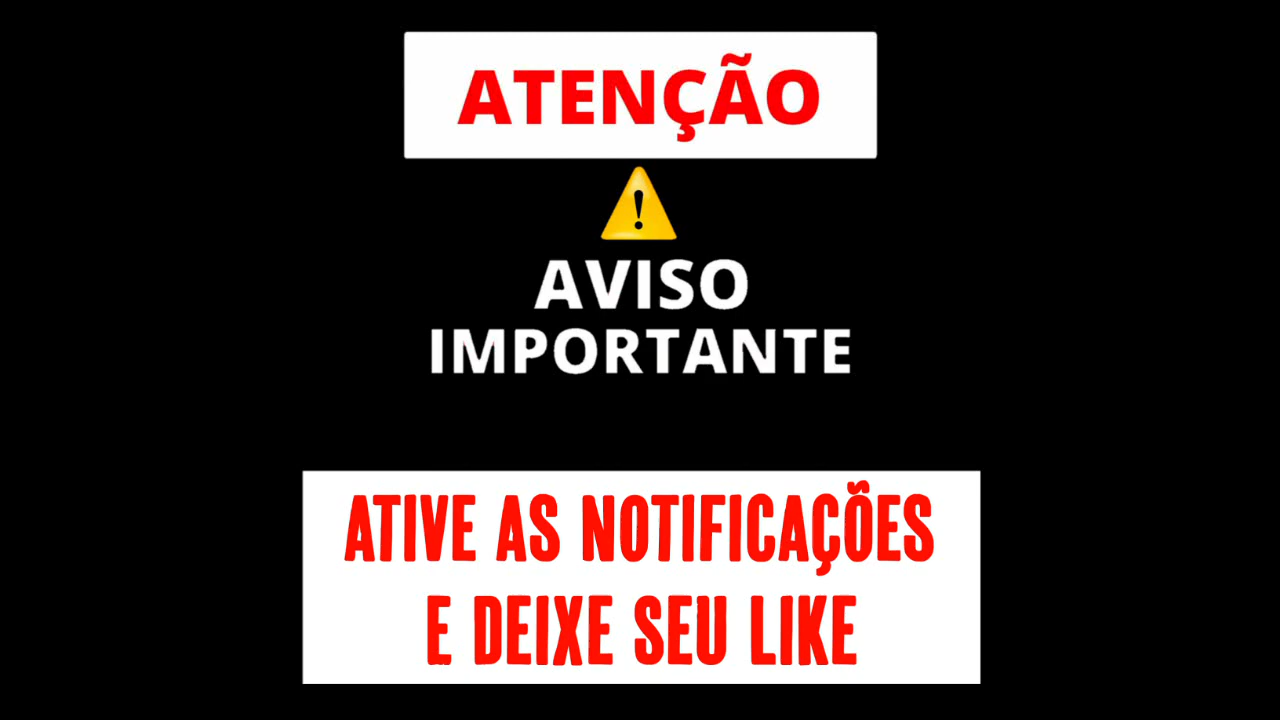 ATENÇÃO
AVISO
IMPORTANTE
ATIVE AS NOTIFICAÇÕES
E DEIXE SEU LIKE